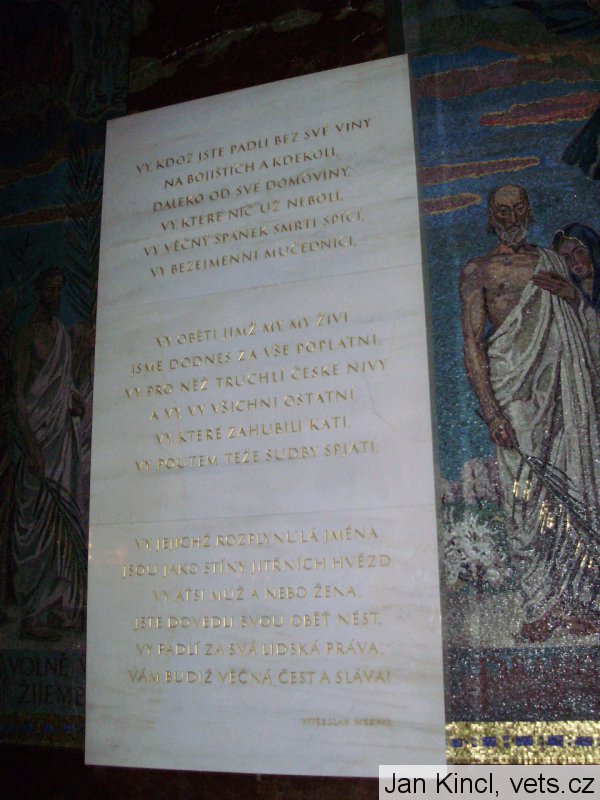 VY, KDOŽ JSTE PADLI BEZ SVÉ VINY
NA BOJIŠTÍCH A KDEKOLI,
DALEKO OD SVÉ DOMOVINY,
VY, KTERÉ NIC UŽ NEBOLÍ,
VY VĚČNÝ SPÁNEK SMRTI SPÍCÍ,
VY BEZEJMENNÍ MUČEDNÍCI,
VY OBĚTI, JIMŽ MY, MY ŽIVÍ
JSME DODNES ZA VŠE POPLATNI,
VY PRO NĚŽ TRUCHLÍ ČESKÉ NIVY
A VY, VY VŠICHNI OSTATNÍ
VY, KTERÉ ZAHUBILI KATI
VY, POUTEM TÉŽE SUDBY SPJATI,
VY, JEJICHŽ ROZPLYNULÁ JMÉNA
JSOU JAKO STÍNY JITŘNÍCH HVĚZD
VY AŤSI MUŽ A NEBO ŽENA,
JSTE DOVEDLI SVOU OBĚŤ NÉST,
VY PADLÍ ZA SVÁ LIDSKÁ PRÁVA,
VÁM BUDIŽ VĚČNÁ ČEST A SLÁVA!
VÍTĚZSLAV NEZVAL
VOLNĚ
ŽIJEME
Jan Kincl, vets.cz